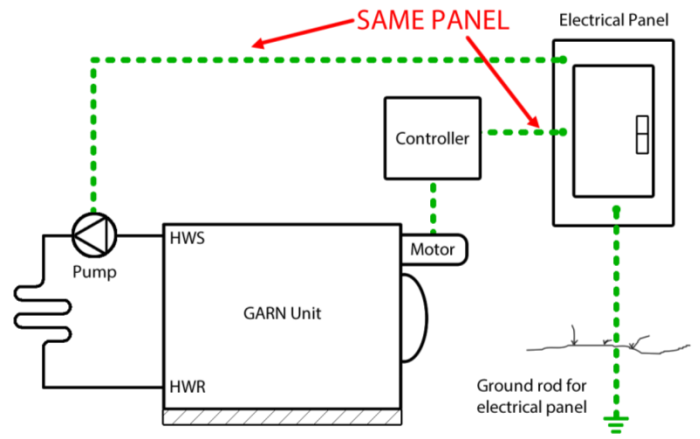 SAME PANEL
Electrical Panel
Controller
HWS
Motor
Pump
GARN Unit
HWR
Ground rod for
electrical panel